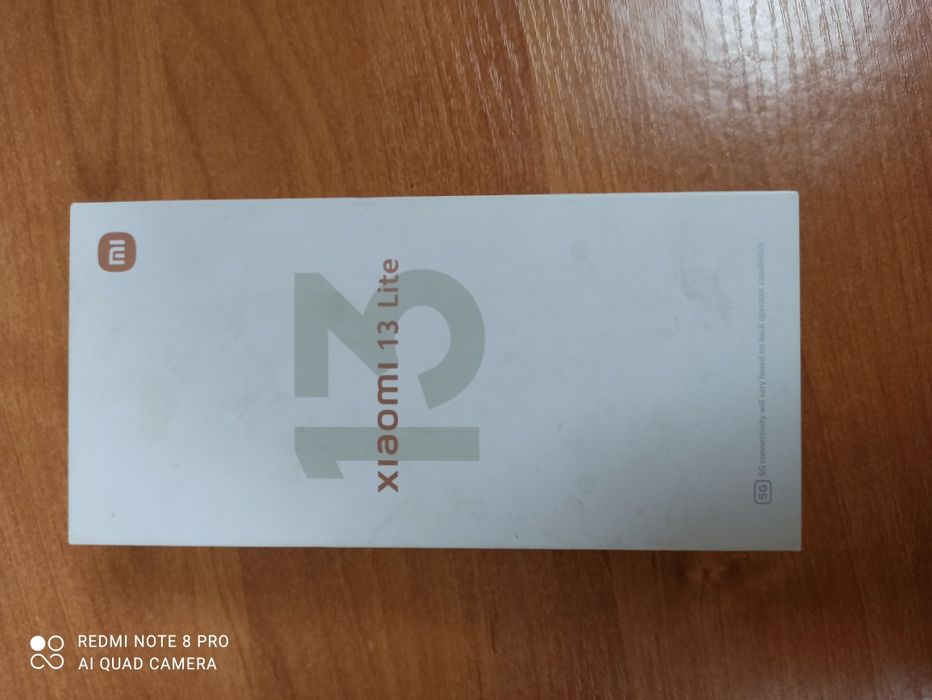 mi
13
xiaomi 13 Lite
5G 5G connectivity will vary based on local operator capabilities
REDMI NOTE 8 PRO
AI QUAD CAMERA